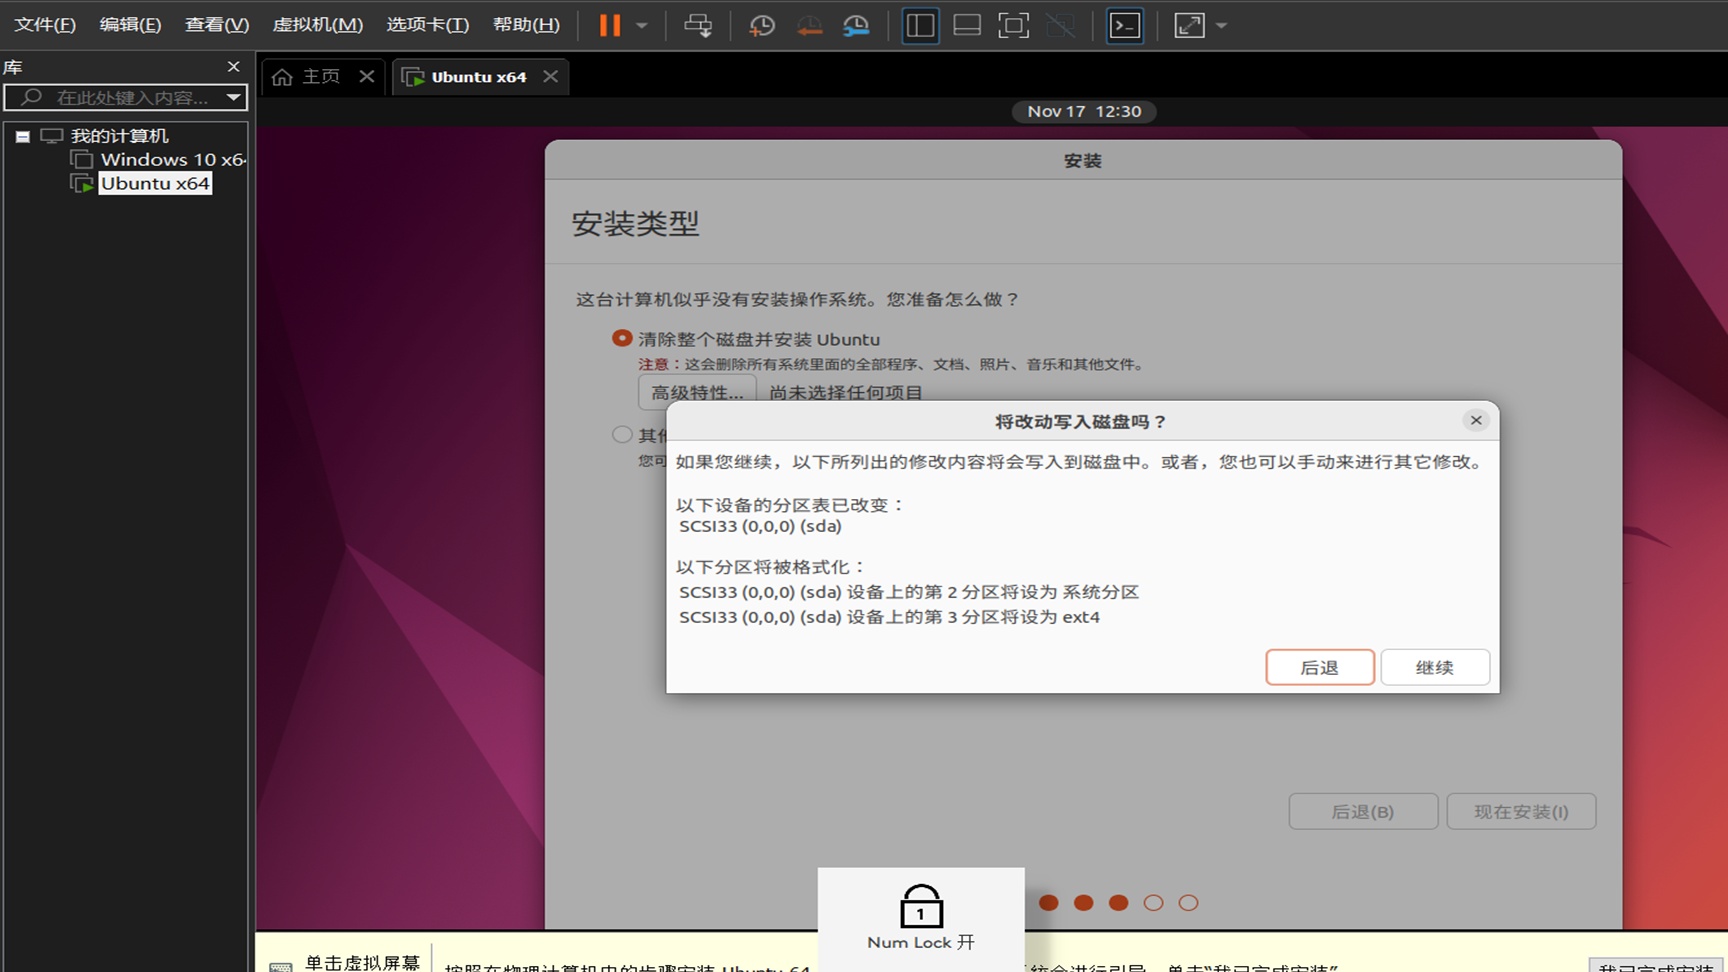 文件(F) 编辑(E) 查看(V) 虚拟机(M) 选项卡(T) 帮助(H)
库
主页 Ubuntu x64
在此处键入内容...
Nov 17 12:30
我的计算机
Windows 10 x6
Ubuntu x64
安装
安装类型
这台计算机似乎没有安装操作系统。您准备怎么做？
清除整个磁盘并安装 Ubuntu
注意：这会删除所有系统里面的全部程序、文档、照片、音乐和其他文件。
高级特性... 尚未选择任何项目
将改动写入磁盘吗？
其他
您可
如果您继续，以下所列出的修改内容将会写入到磁盘中。或者，您也可以手动来进行其它修改。
以下设备的分区表已改变：
SCSI33 (0,0,0) (sda)
以下分区将被格式化：
SCSI33 (0,0,0) (sda) 设备上的第 2 分区将设为 系统分区
SCSI33 (0,0,0) (sda) 设备上的第 3 分区将设为 ext4
后退 继续
后退(B) 现在安装(I)
1
Num Lock 开
单击虚拟屏幕
按照在物理计算机中的步骤安装 Ubuntu 64
统会进行引导，单击“我已完成安装”
我已完成安装